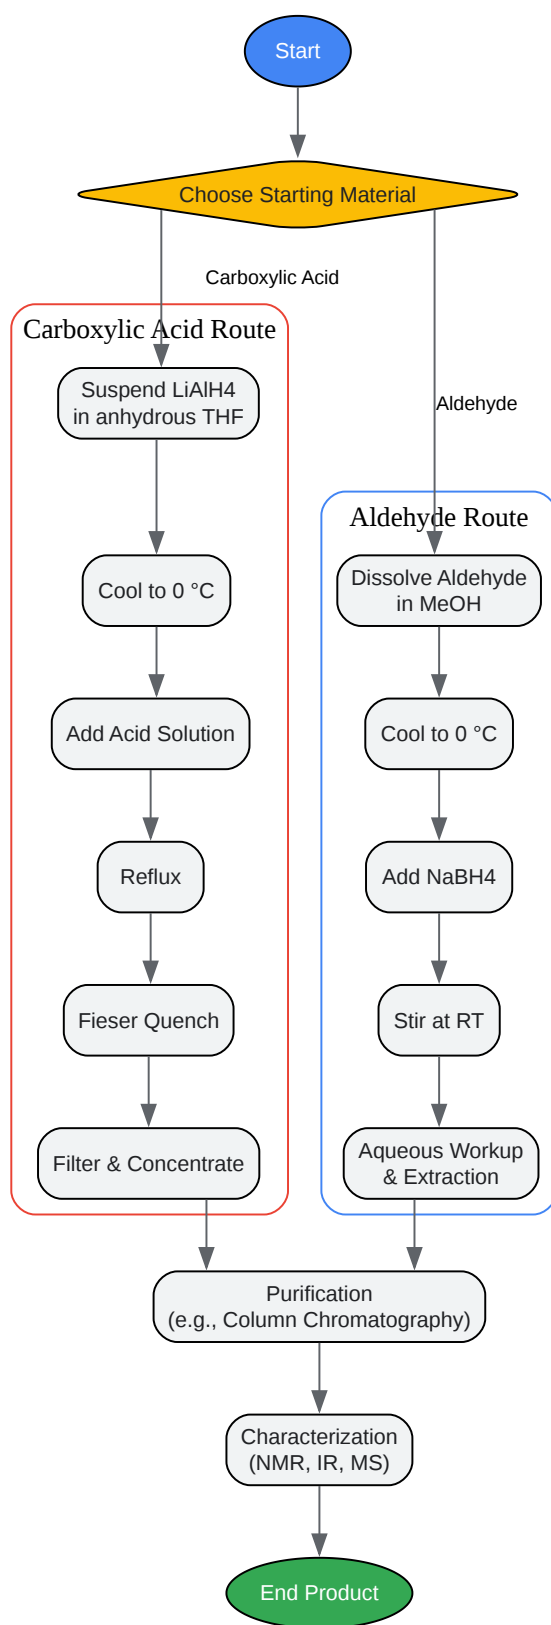 Start
Choose Starting Material
Carboxylic Acid
Carboxylic Acid Route
Suspend LiAlH4
in anhydrous THF
Cool to 0 °C
Add Acid Solution
Reflux
Fieser Quench
Filter & Concentrate
Aldehyde
Aldehyde Route
Dissolve Aldehyde
in MeOH
Cool to 0 °C
Add NaBH4
Stir at RT
Aqueous Workup
& Extraction
Purification
(e.g., Column Chromatography)
Characterization
(NMR, IR, MS)
End Product